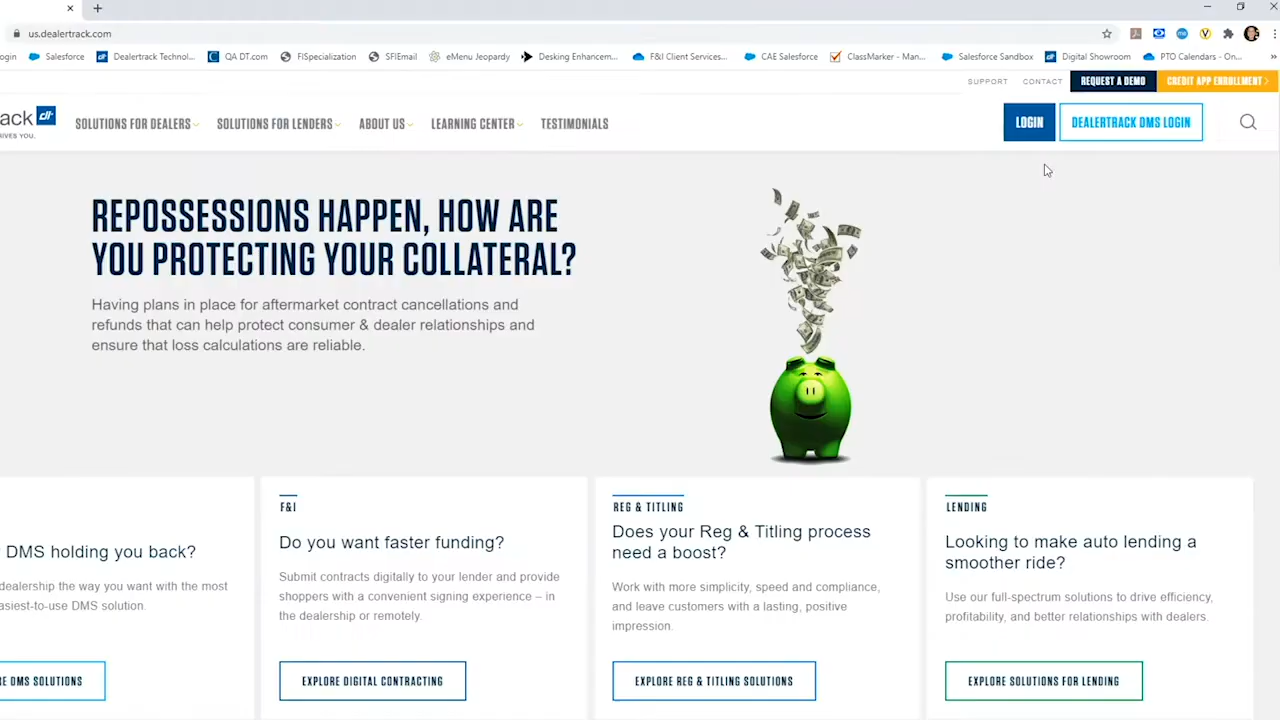 us.dealertrack.com
ogin Salesforce Dealertrack Technol... QA DT.com FISpecialization SFIEmail eMenu Jeopardy Desking Enhancem... F&I Client Services... CAE Salesforce ClassMarker - Man... Salesforce Sandbox Digital Showroom PTO Calendars - On... »
SUPPORT CONTACT REQUEST A DEMO CREDIT APP ENROLLMENT
ack dt
RIVES YOU.
SOLUTIONS FOR DEALERS SOLUTIONS FOR LENDERS ABOUT US LEARNING CENTER TESTIMONIALS
LOGIN DEALERTRACK DMS LOGIN
REPOSSESSIONS HAPPEN, HOW ARE
YOU PROTECTING YOUR COLLATERAL?
Having plans in place for aftermarket contract cancellations and
refunds that can help protect consumer & dealer relationships and
ensure that loss calculations are reliable.
DMS holding you back?
dealership the way you want with the most
asiest-to-use DMS solution.
RE DMS SOLUTIONS
F&I
Do you want faster funding?
Submit contracts digitally to your lender and provide
shoppers with a convenient signing experience – in
the dealership or remotely.
EXPLORE DIGITAL CONTRACTING
REG & TITLING
Does your Reg & Titling process
need a boost?
Work with more simplicity, speed and compliance,
and leave customers with a lasting, positive
impression.
EXPLORE REG & TITLING SOLUTIONS
LENDING
Looking to make auto lending a
smoother ride?
Use our full-spectrum solutions to drive efficiency,
profitability, and better relationships with dealers.
EXPLORE SOLUTIONS FOR LENDING